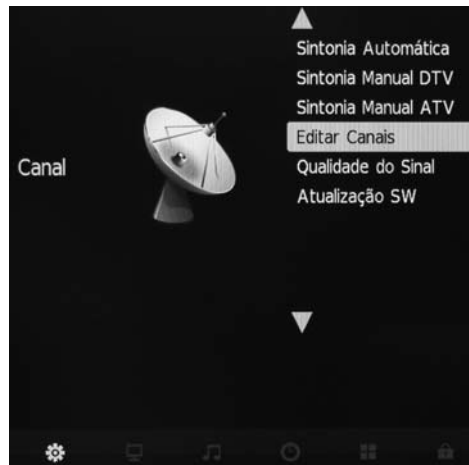 Sintonia Automática
Sintonia Manual DTV
Sintonia Manual ATV
Editar Canais
Canal
Qualidade do Sinal
Atualização SW